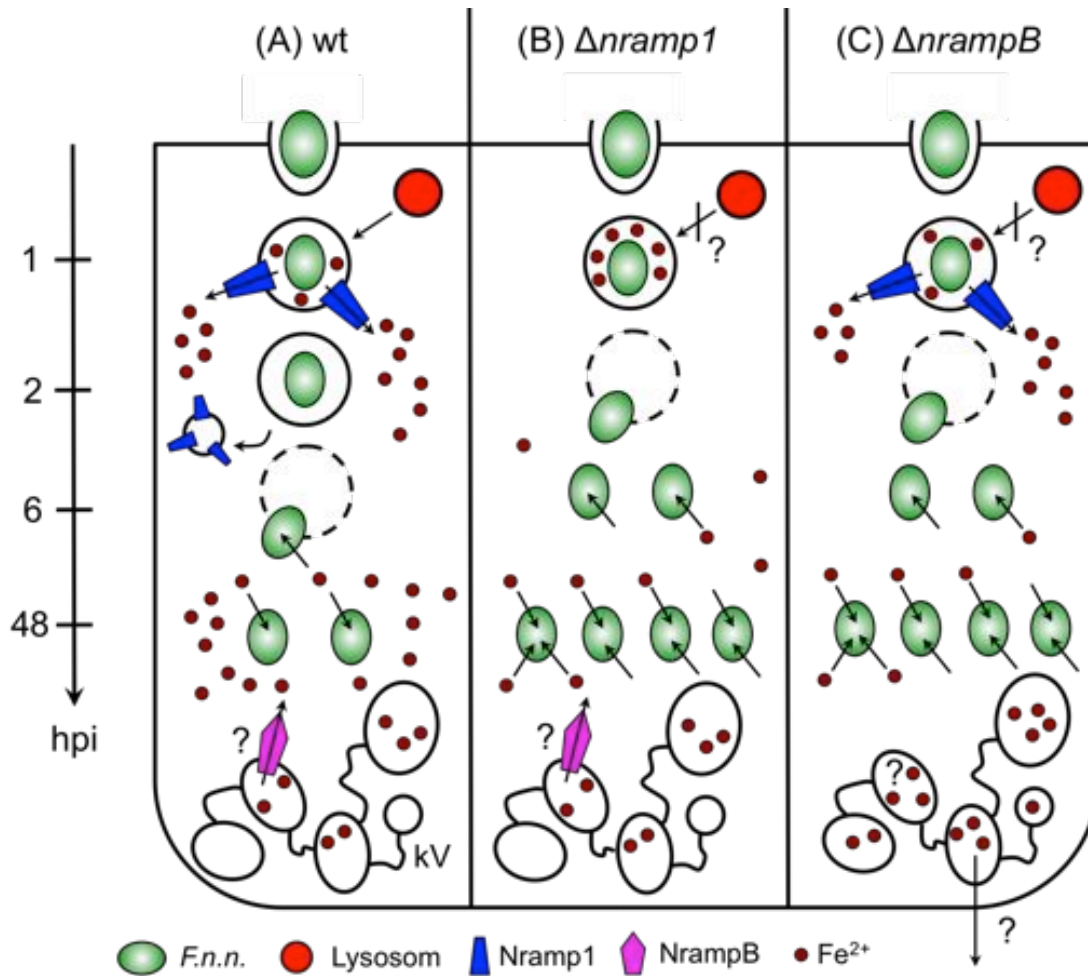 (A) wt
(B) Δnramp1
(C) ΔnrampB
?
?
1
2
6
48
hpi
?
?
?
kV
?
F.n.n.
Lysosom
Nramp1
NrampB
Fe²⁺